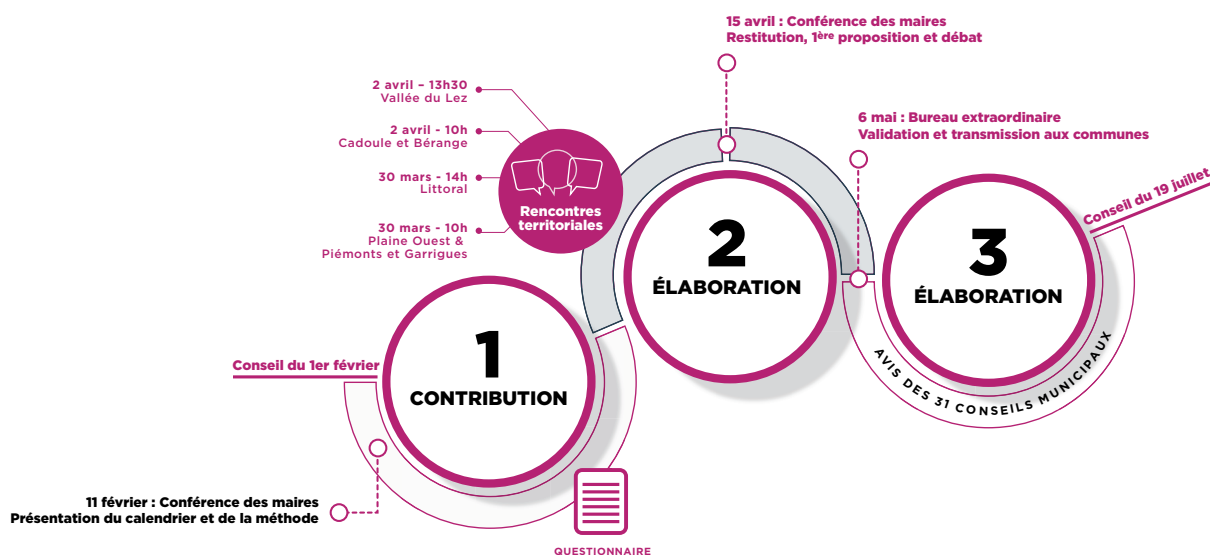 Conseil du 1er février
1
CONTRIBUTION
11 février : Conférence des maires
Présentation du calendrier et de la méthode
QUESTIONNAIRE
2 avril – 13h30
Vallée du Lez
2 avril - 10h
Cadoule et Bérange
30 mars - 14h
Littoral
30 mars - 10h
Plaine Ouest &
Piémonts et Garrigues
Rencontres
territoriales
2
ÉLABORATION
15 avril : Conférence des maires
Restitution, 1ère proposition et débat
6 mai : Bureau extraordinaire
Validation et transmission aux communes
3
ÉLABORATION
AVIS DES 31 CONSEILS MUNICIPAUX
Conseil du 19 juillet